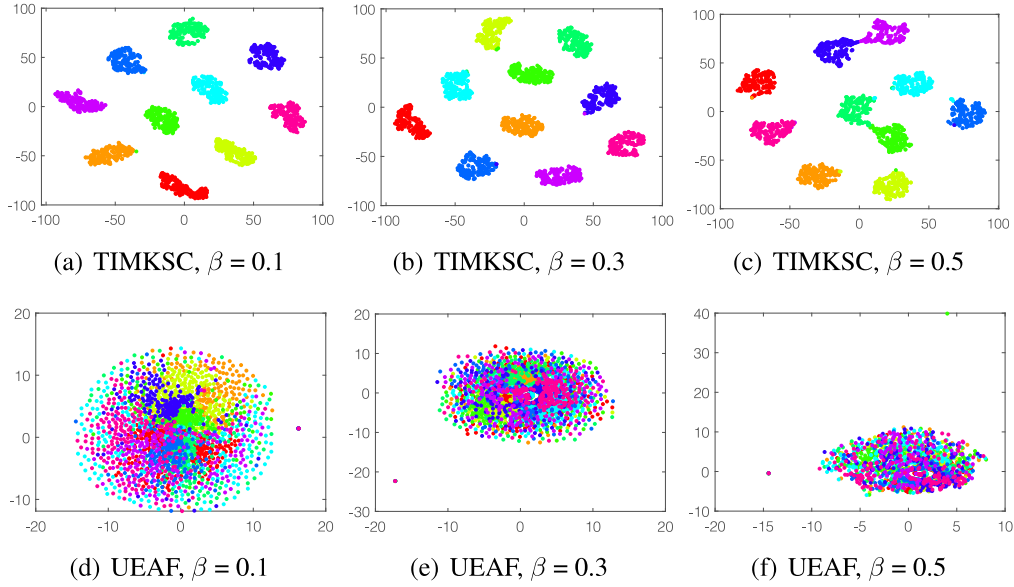 100
50
0
-50
-100
-100 -50 0 50 100
(a) TIMKSC, β = 0.1
100
50
0
-50
-100
-100 -50 0 50 100
(b) TIMKSC, β = 0.3
100
50
0
-50
-100
-100 -50 0 50 100
(c) TIMKSC, β = 0.5
20
10
0
-10
-20 -10 0 10 20
(d) UEAF, β = 0.1
20
10
0
-10
-20
-30
-20 -10 0 10 20
(e) UEAF, β = 0.3
40
30
20
10
0
-10
-20 -15 -10 -5 0 5 10
(f) UEAF, β = 0.5